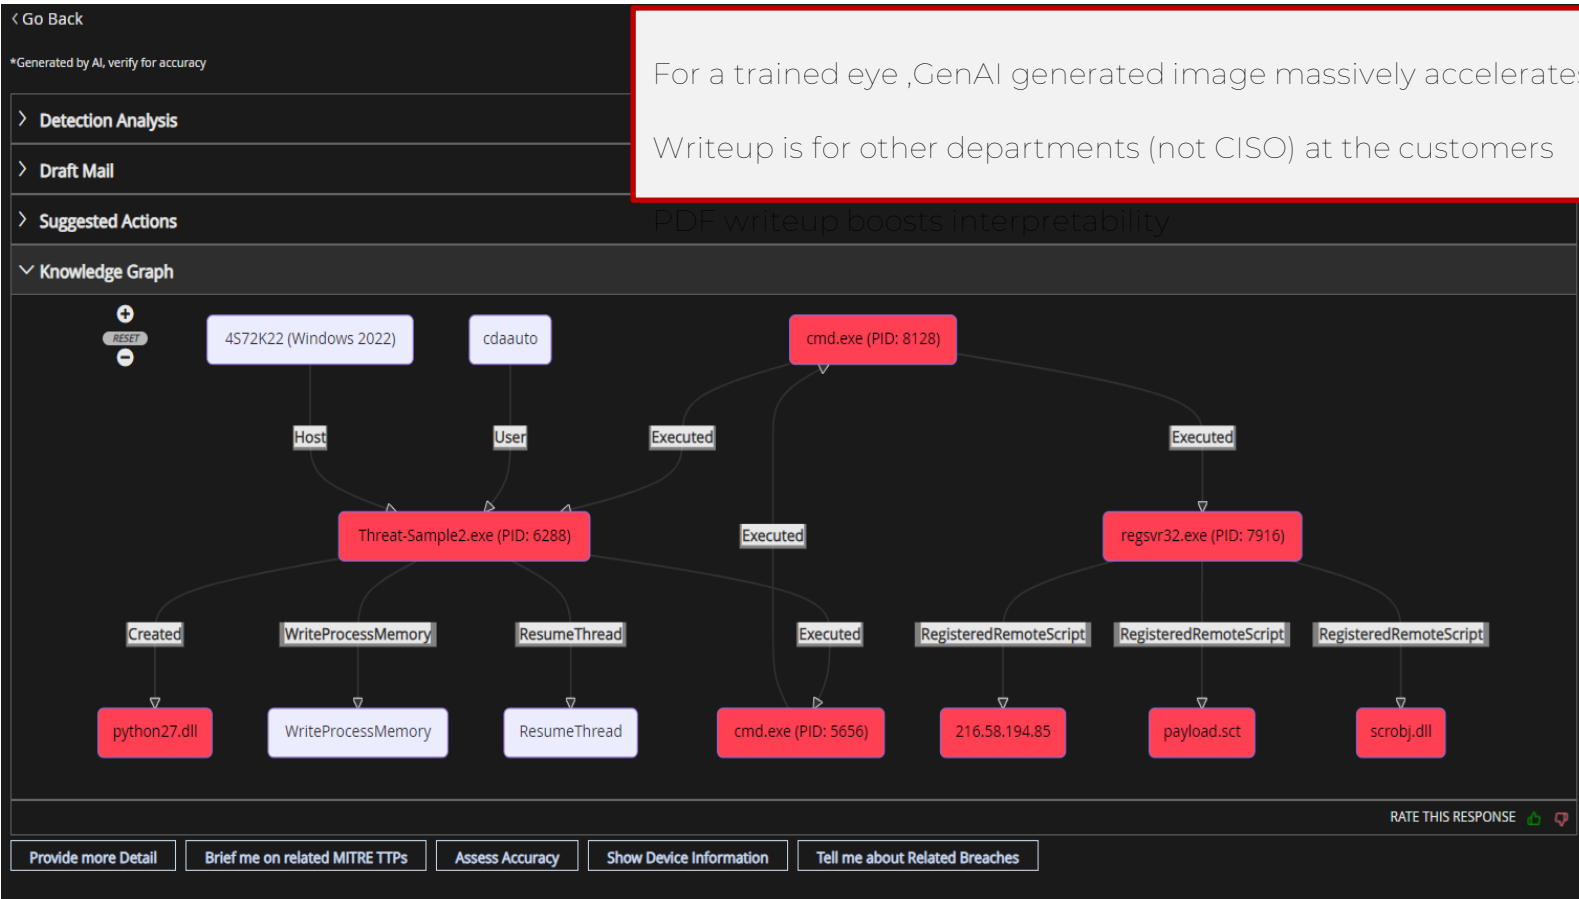 Go Back
*Generated by AI, verify for accuracy
For a trained eye ,GenAI generated image massively accelerates
Detection Analysis
Writeup is for other departments (not CISO) at the customers
Draft Mail
Suggested Actions
PDF writeup boosts interpretability
Knowledge Graph
RESET
4S72K22 (Windows 2022)
cdaauto
cmd.exe (PID: 8128)
Host
User
Executed
Executed
Threat-Sample2.exe (PID: 6288)
Executed
regsvr32.exe (PID: 7916)
Created
WriteProcessMemory
ResumeThread
Executed
RegisteredRemoteScript
RegisteredRemoteScript
RegisteredRemoteScript
python27.dll
WriteProcessMemory
ResumeThread
cmd.exe (PID: 5656)
216.58.194.85
payload.sct
scrobj.dll
RATE THIS RESPONSE
Provide more Detail
Brief me on related MITRE TTPs
Assess Accuracy
Show Device Information
Tell me about Related Breaches